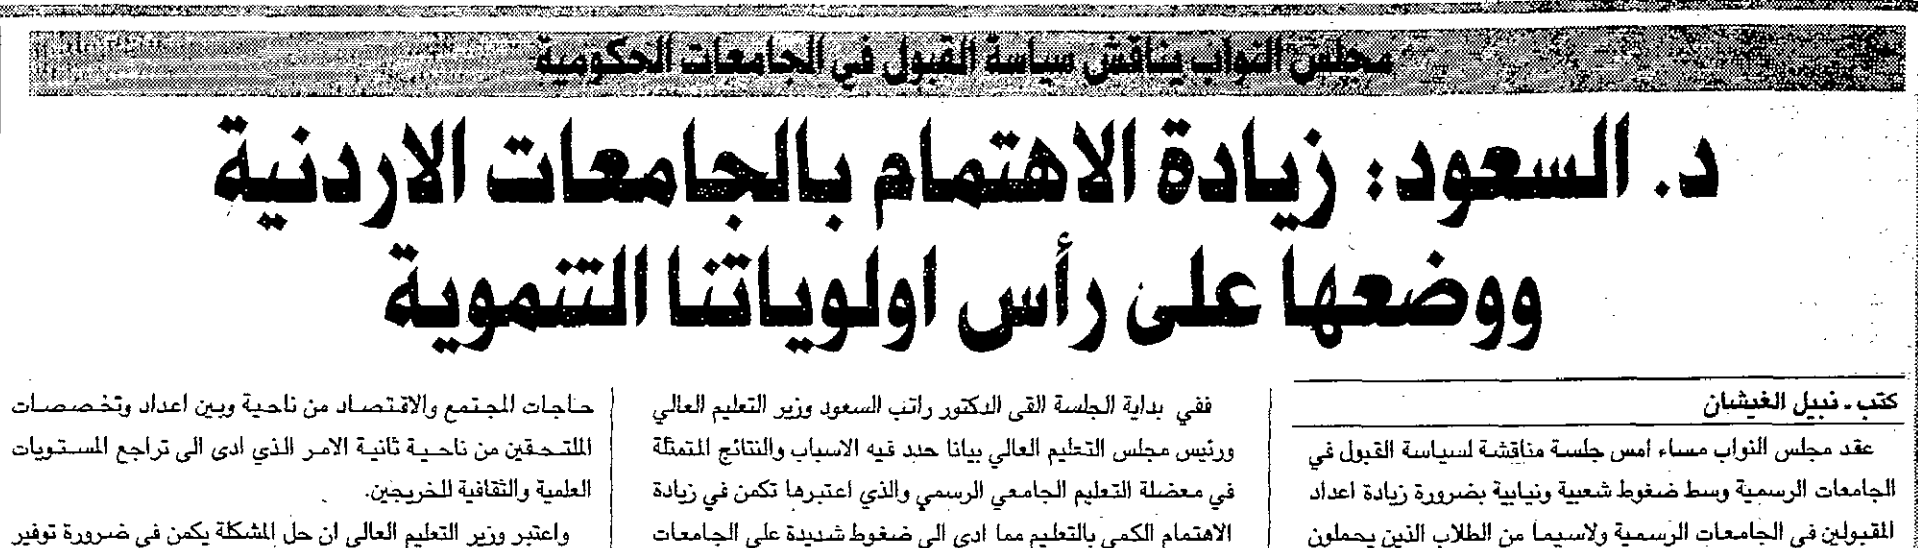 مجلس النواب يناقش سياسة القبول في الجامعات الحكومية
د. السعود: زيادة الاهتمام بالجامعات الاردنية
ووضعها على رأس اولوياتنا التنموية
كتب ـ نبيل الغيشان
عقد مجلس النواب مساء امس جلسة مناقشة لسياسة القبول في
الجامعات الرسمية وسط ضغوط شعبية ونيابية بضرورة زيادة اعداد
المقبولين في الجامعات الرسمية ولاسيما من الطلاب الذين يحملون
ففي بداية الجلسة القى الدكتور راتب السعود وزير التعليم العالي
ورئيس مجلس التعليم العالي بيانا حدد فيه الاسباب والنتائج المتمثلة
في معضلة التعليم الجامعي الرسمي والذي اعتبرها تكمن في زيادة
الاهتمام الكمي بالتعليم مما ادى الى ضغوط شديدة على الجامعات
حاجات المجتمع والاقتصاد من ناحية وبين اعداد وتخصصات
الملتحقين من ناحية ثانية الامر الذي ادى الى تراجع المستويات
العلمية والثقافية للخريجين.
واعتبر وزير التعليم العالي ان حل المشكلة يكمن في ضرورة توفير